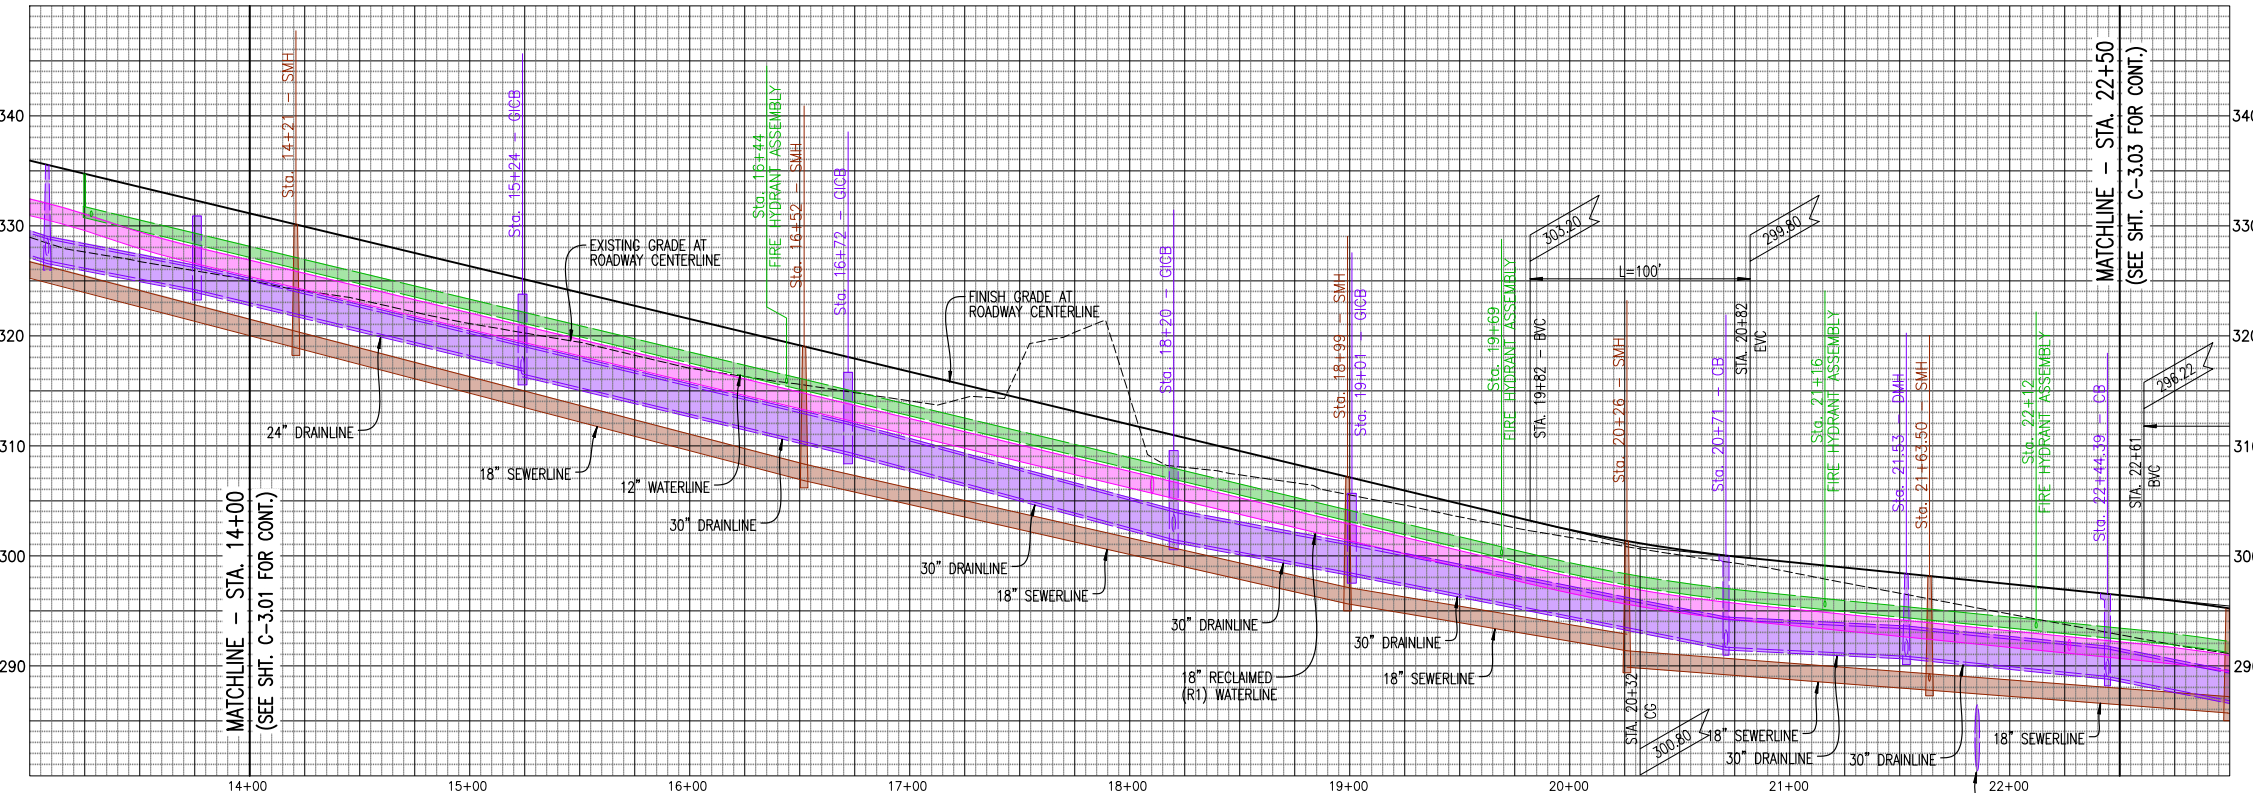 340
330
320
310
300
290
340
330
320
310
300
290
14+00
15+00
16+00
17+00
18+00
19+00
20+00
21+00
22+00
MATCHLINE - STA. 14+00
(SEE SHT. C-3.01 FOR CONT.)
Sta. 14+21 - SMH
24" DRAINLINE
Sta. 15+24 - GICB
18" SEWERLINE
EXISTING GRADE AT
ROADWAY CENTERLINE
12" WATERLINE
30" DRAINLINE
Sta. 16+44
FIRE HYDRANT ASSEMBLY
Sta. 16+52 - SMH
Sta. 16+72 - GICB
FINISH GRADE AT
ROADWAY CENTERLINE
30" DRAINLINE
18" SEWERLINE
Sta. 18+20 - GICB
30" DRAINLINE
18" RECLAIMED
(R1) WATERLINE
Sta. 18+99 - SMH
Sta. 19+01 - GICB
30" DRAINLINE
18" SEWERLINE
Sta. 19+69
FIRE HYDRANT ASSEMBLY
STA. 19+82 - BVC
303.20
L=100'
299.80
Sta. 20+26 - SMH
STA. 20+32
CG
300.80
Sta. 20+71 - CB
STA. 20+82
EVC
18" SEWERLINE
30" DRAINLINE
Sta. 21+16
FIRE HYDRANT ASSEMBLY
30" DRAINLINE
Sta. 21.53 - DMH
Sta. 21+63.50 - SMH
Sta. 22+12
FIRE HYDRANT ASSEMBLY
18" SEWERLINE
Sta. 22+44.39 - CB
MATCHLINE - STA. 22+50
(SEE SHT. C-3.03 FOR CONT.)
STA. 22+61
BVC
296.22